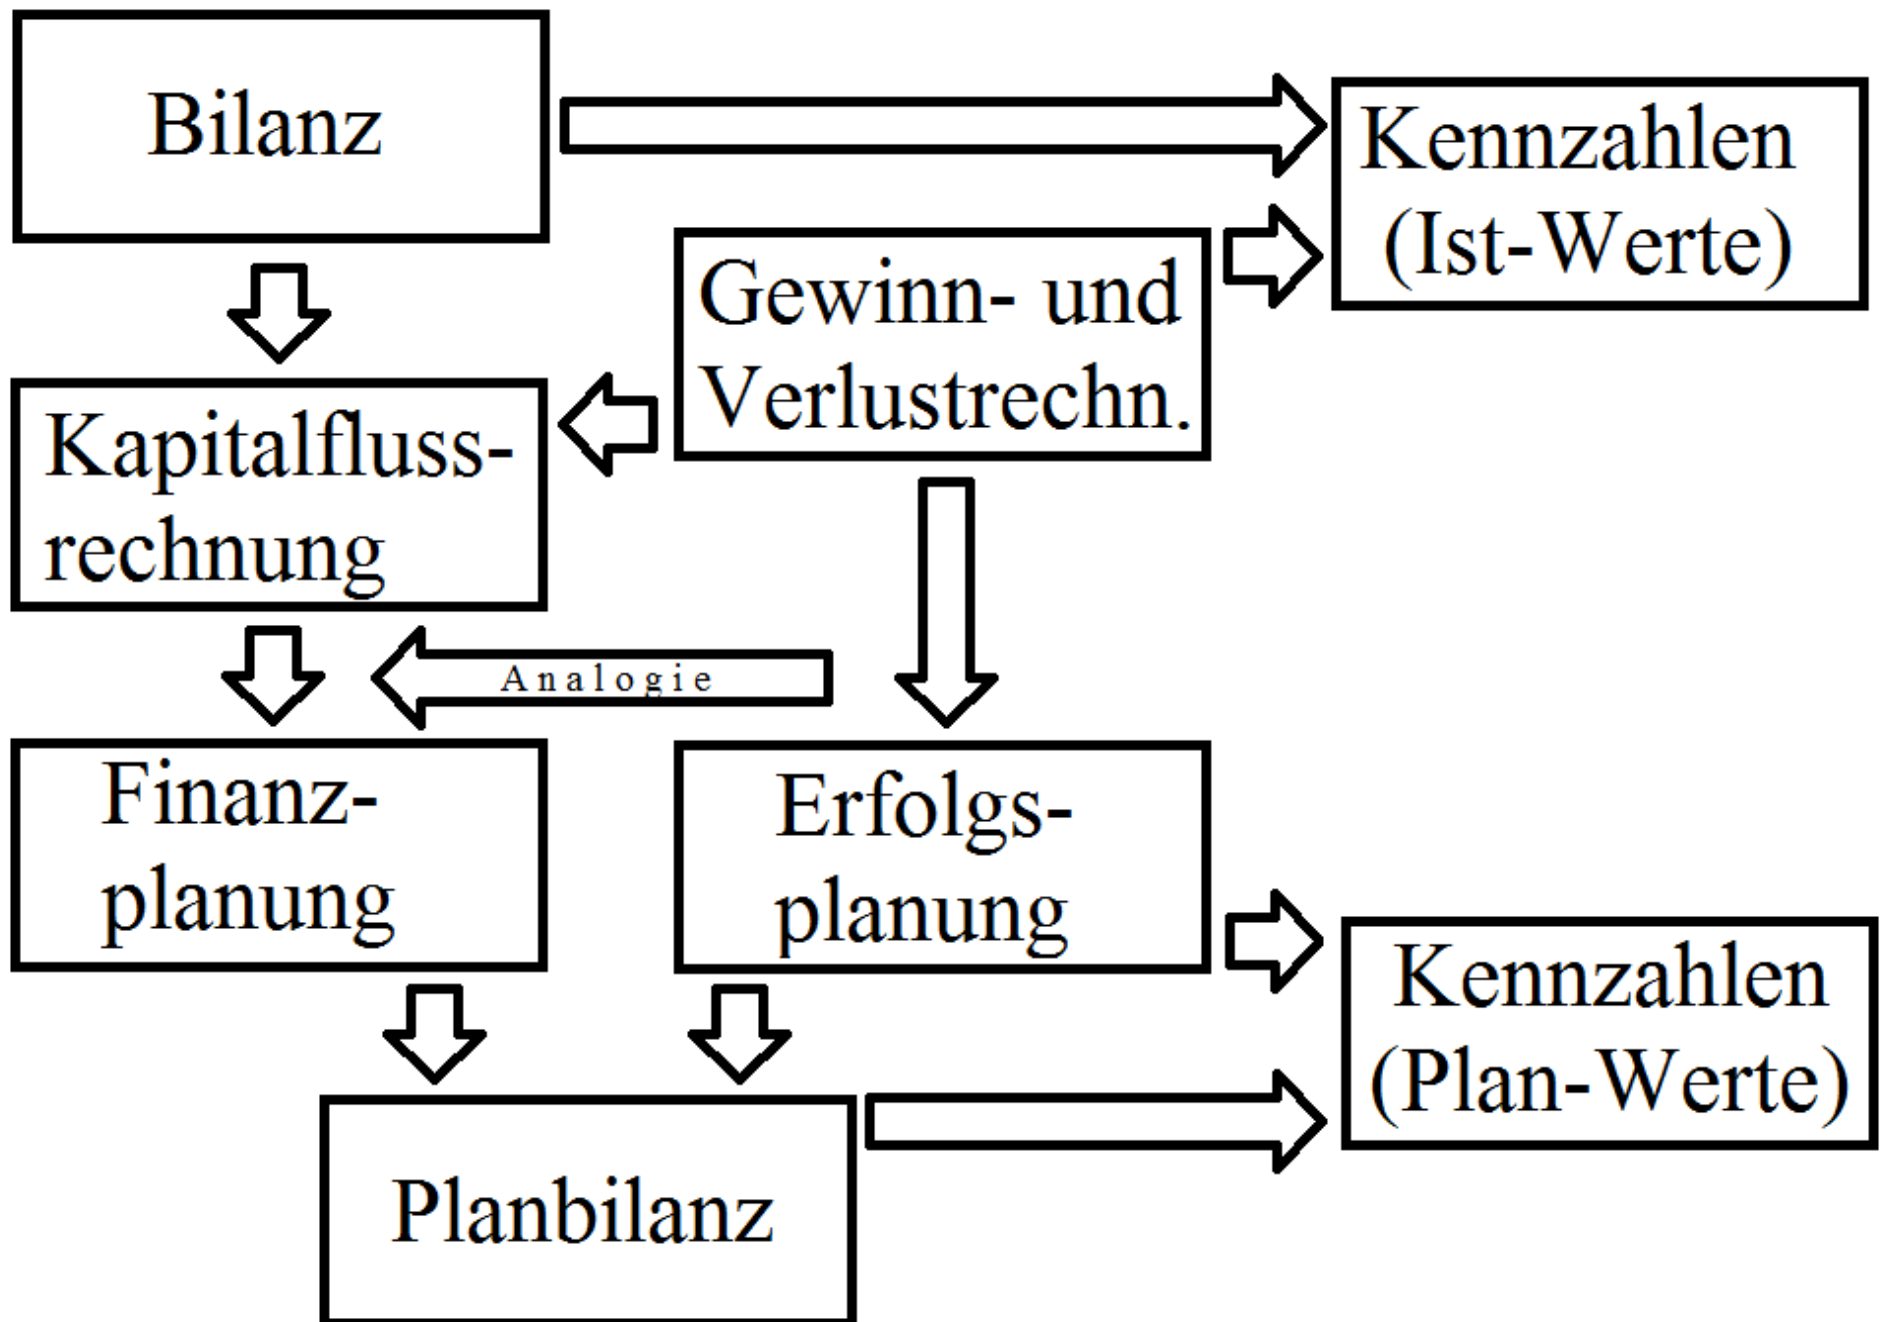 Bilanz
Kennzahlen
(Ist-Werte)
Gewinn- und
Verlustrechn.
Kapitalfluss-
rechnung
Analogie
Finanz-
planung
Erfolgs-
planung
Kennzahlen
(Plan-Werte)
Planbilanz